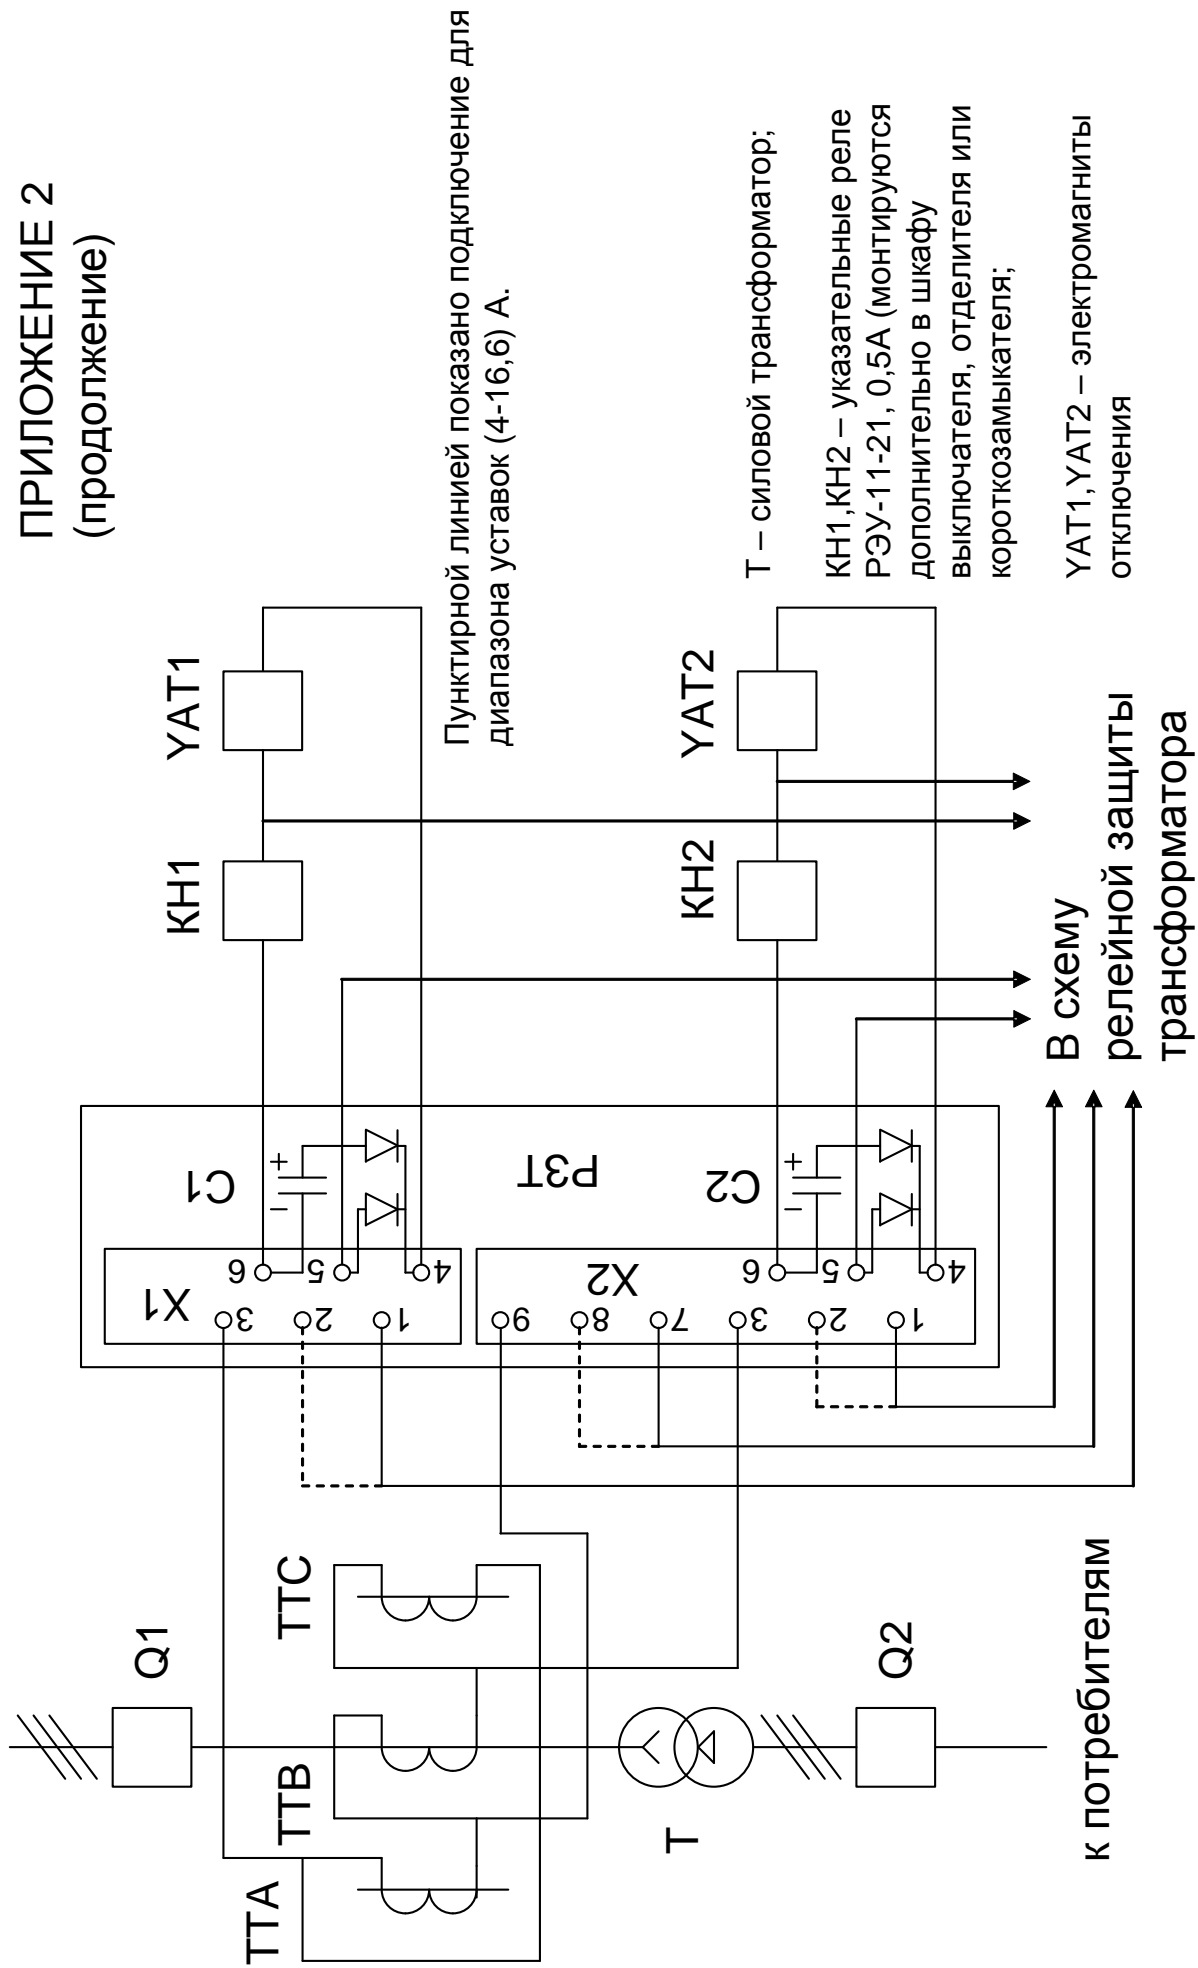 ПРИЛОЖЕНИЕ 2
(продолжение)
Пунктирной линией показано подключение для
диапазона уставок (4-16,6) А.
Т – силовой трансформатор;
КН1,КН2 – указательные реле
РЭУ-11-21, 0,5А (монтируются
дополнительно в шкафу
выключателя, отделителя или
короткозамыкателя;
YAT1,YAT2 – электромагниты
отключения
YAT1
КН1
YAT2
КН2
С1
+
–
РЗТ
С2
+
–
Х1
6
5
4
3
2
1
Х2
6
5
4
9
8
7
3
2
1
В схему
релейной защиты
трансформатора
Q1
ТТС
ТТВ
ТТА
Т
Q2
к потребителям